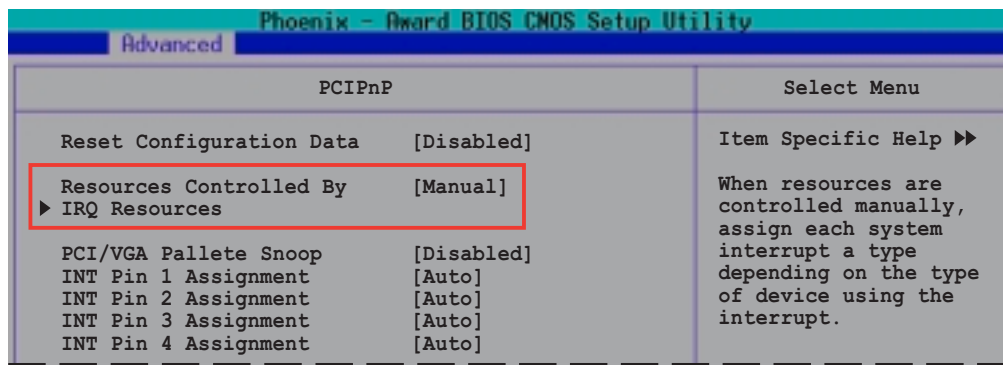 Phoenix - Award BIOS CMOS Setup Utility
Advanced
PCIPnP
Select Menu
Reset Configuration Data [Disabled]
Resources Controlled By [Manual]
IRQ Resources
PCI/VGA Pallete Snoop [Disabled]
INT Pin 1 Assignment [Auto]
INT Pin 2 Assignment [Auto]
INT Pin 3 Assignment [Auto]
INT Pin 4 Assignment [Auto]
Item Specific Help
When resources are
controlled manually,
assign each system
interrupt a type
depending on the type
of device using the
interrupt.